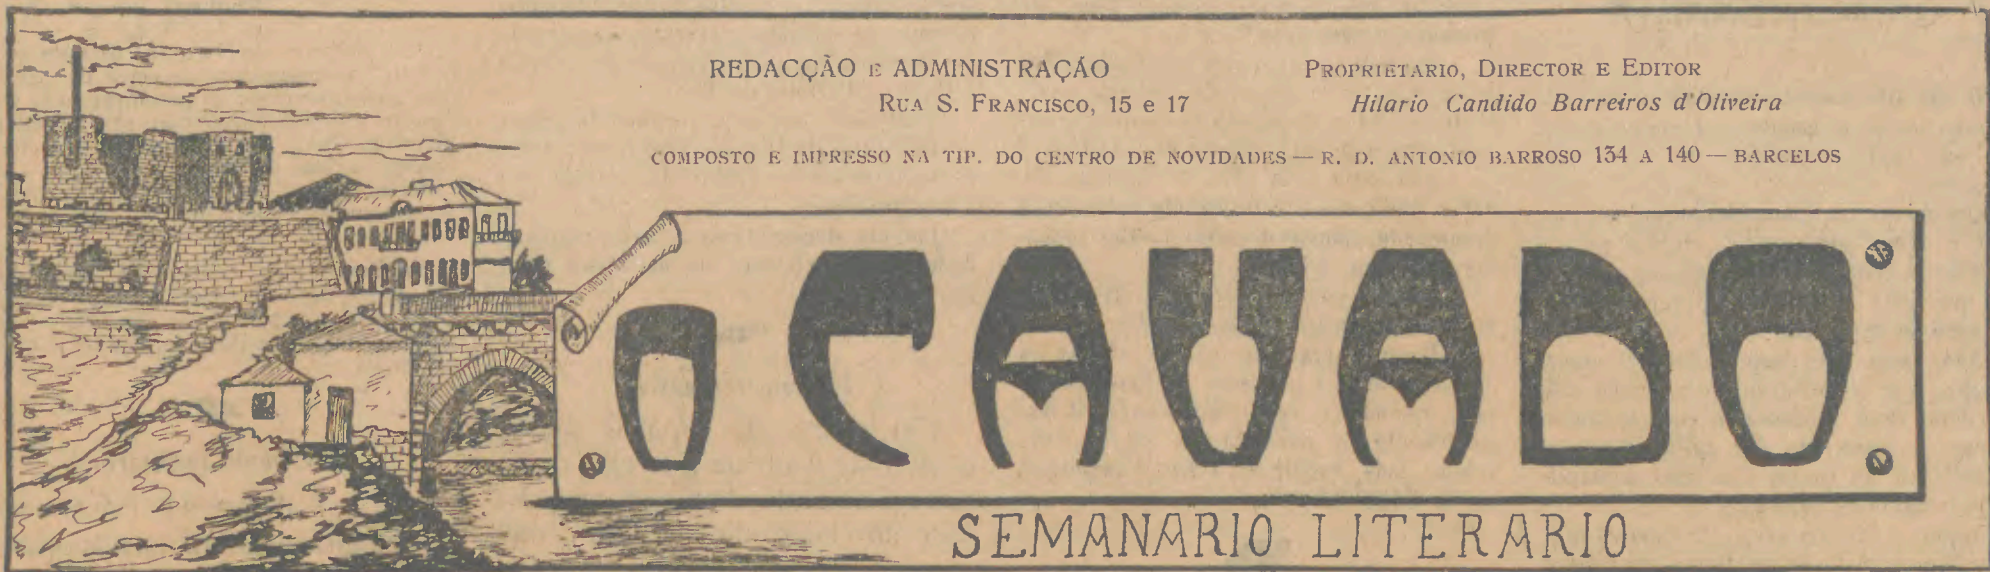 REDACÇÃO E ADMINISTRAÇÁO
RUA S. FRANCISCO, 15 e 17
PROPRIETARIO, DIRECTOR E EDITOR
Hilario Candido Barreiros d'Oliveira
COMPOSTO E IMPRESSO NA TIP. DO CENTRO DE NOVIDADES — R. D. ANTONIO BARROSO 134 A 140 — BARCELOS
O CAVADO
SEMANARIO LITERARIO